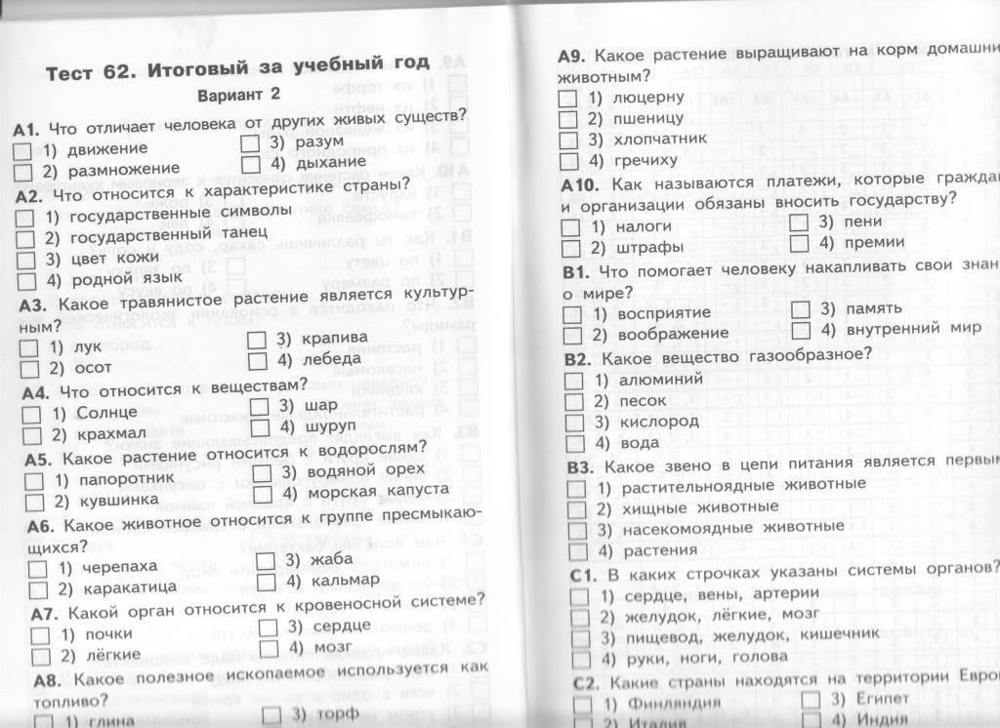 Тест 62. Итоговый за учебный год
Вариант 2
А1. Что отличает человека от других живых существ?
1) движение 3) разум
2) размножение 4) дыхание
А2. Что относится к характеристике страны?
1) государственные символы
2) государственный танец
3) цвет кожи
4) родной язык
А3. Какое травянистое растение является культур-
ным?
1) лук 3) крапива
2) осот 4) лебеда
А4. Что относится к веществам?
1) Солнце 3) шар
2) крахмал 4) шуруп
А5. Какое растение относится к водорослям?
1) папоротник 3) водяной орех
2) кувшинка 4) морская капуста
А6. Какое животное относится к группе пресмыкаю-
щихся?
1) черепаха 3) жаба
2) каракатица 4) кальмар
А7. Какой орган относится к кровеносной системе?
1) почки 3) сердце
2) лёгкие 4) мозг
А8. Какое полезное ископаемое используется как
топливо?
1) глина 3) торф
А9. Какое растение выращивают на корм домашни
животным?
1) люцерну
2) пшеницу
3) хлопчатник
4) гречиху
А10. Как называются платежи, которые гражда
и организации обязаны вносить государству?
1) налоги 3) пени
2) штрафы 4) премии
В1. Что помогает человеку накапливать свои знан
о мире?
1) восприятие 3) память
2) воображение 4) внутренний мир
В2. Какое вещество газообразное?
1) алюминий
2) песок
3) кислород
4) вода
В3. Какое звено в цепи питания является первым
1) растительноядные животные
2) хищные животные
3) насекомоядные животные
4) растения
С1. В каких строчках указаны системы органов?
1) сердце, вены, артерии
2) желудок, лёгкие, мозг
3) пищевод, желудок, кишечник
4) руки, ноги, голова
С2. Какие страны находятся на территории Евро
1) Финляндия 3) Египет
2) Италия 4) Индия